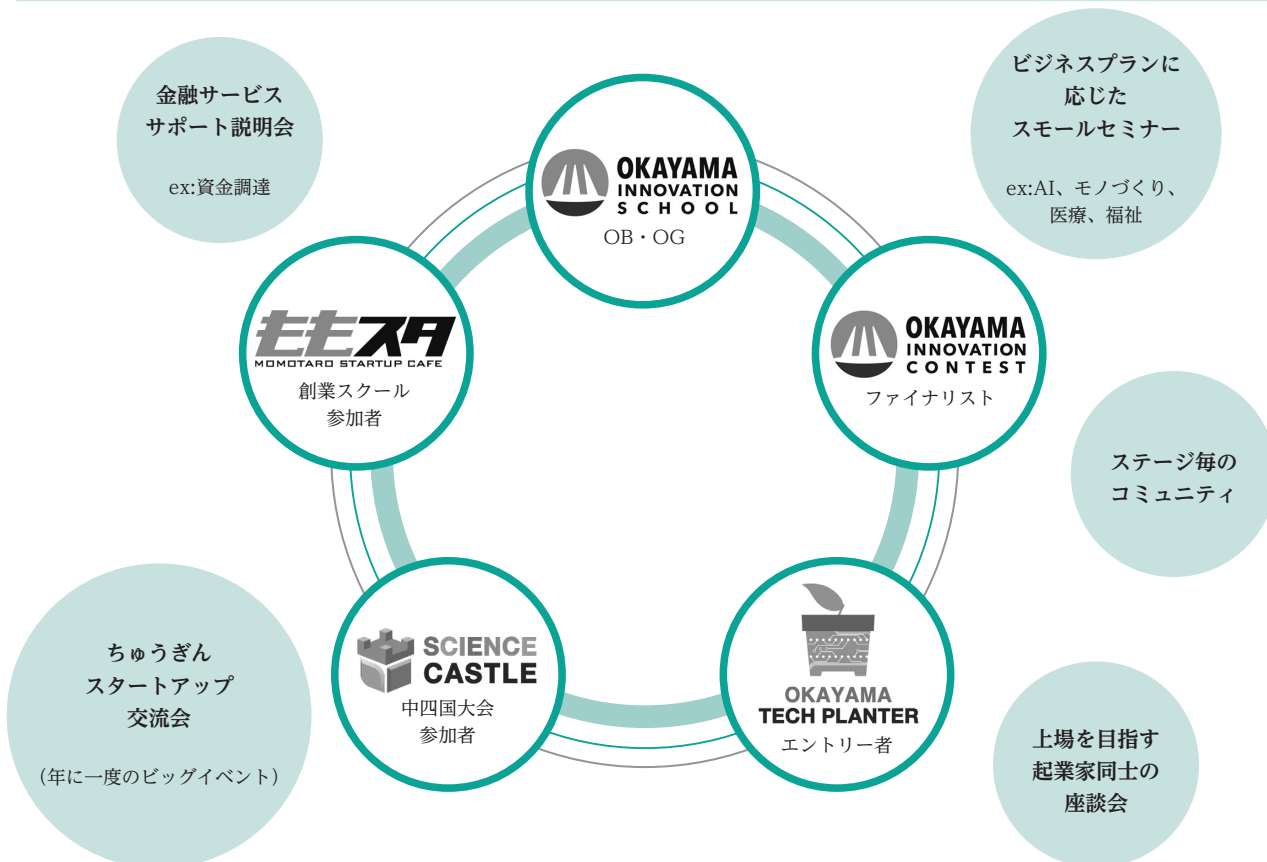 金融サービス
サポート説明会
ex:資金調達
ビジネスプランに
応じた
スモールセミナー
ex:AI、モノづくり、
医療、福祉
OKAYAMA
INNOVATION
SCHOOL
OB・OG
ももスタ
MOMOTARO STARTUP CAFE
創業スクール
参加者
OKAYAMA
INNOVATION
CONTEST
ファイナリスト
ステージ毎の
コミュニティ
ちゅうぎん
スタートアップ
交流会
(年に一度のビッグイベント)
SCIENCE
CASTLE
中四国大会
参加者
OKAYAMA
TECH PLANTER
エントリー者
上場を目指す
起業家同士の
座談会